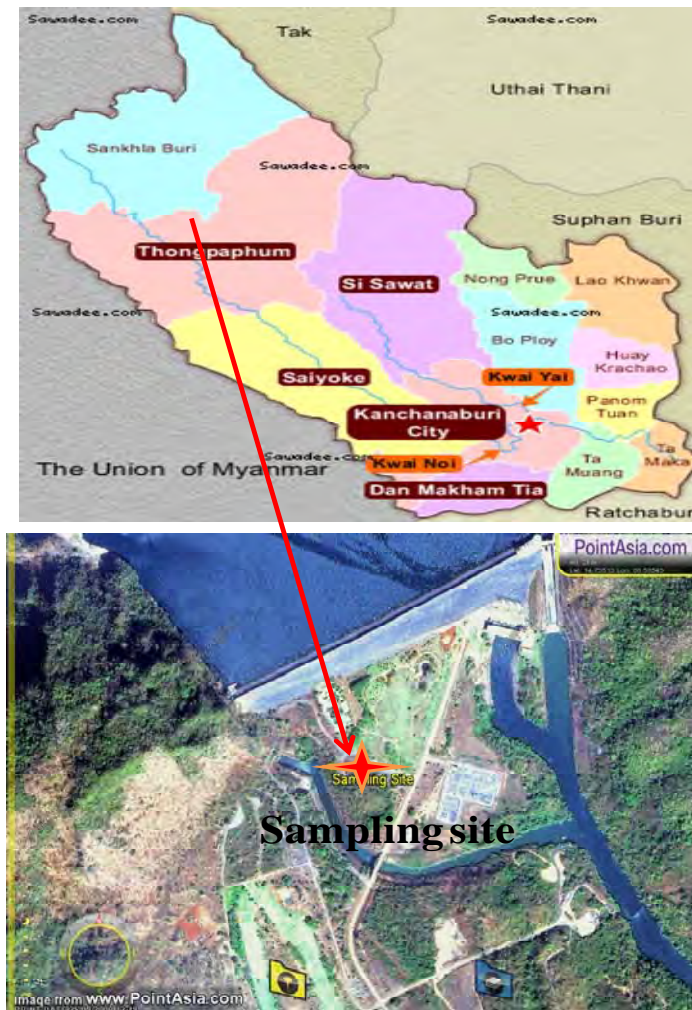 Sawadee.com
Sawadee.com
Tak
Uthai Thani
Sankhla Buri
Sawadee.com
Suphan Buri
Thongpaphum
Si Sawat
Nong Prue
Lao Khwan
Sawadee.com
Sawadee.com
Bo Ploy
Huay
Krachao
Saiyoke
Kwai Yai
Panom
Tuan
Kanchanaburi
City
Sawadee.com
Ta
Maka
The Union of Myanmar
Kwai Noi
Ta
Muang
Dan Makham Tia
Ratchabur
PointAsia.com
Sampling Site
Sampling site
Image from www.PointAsia.com